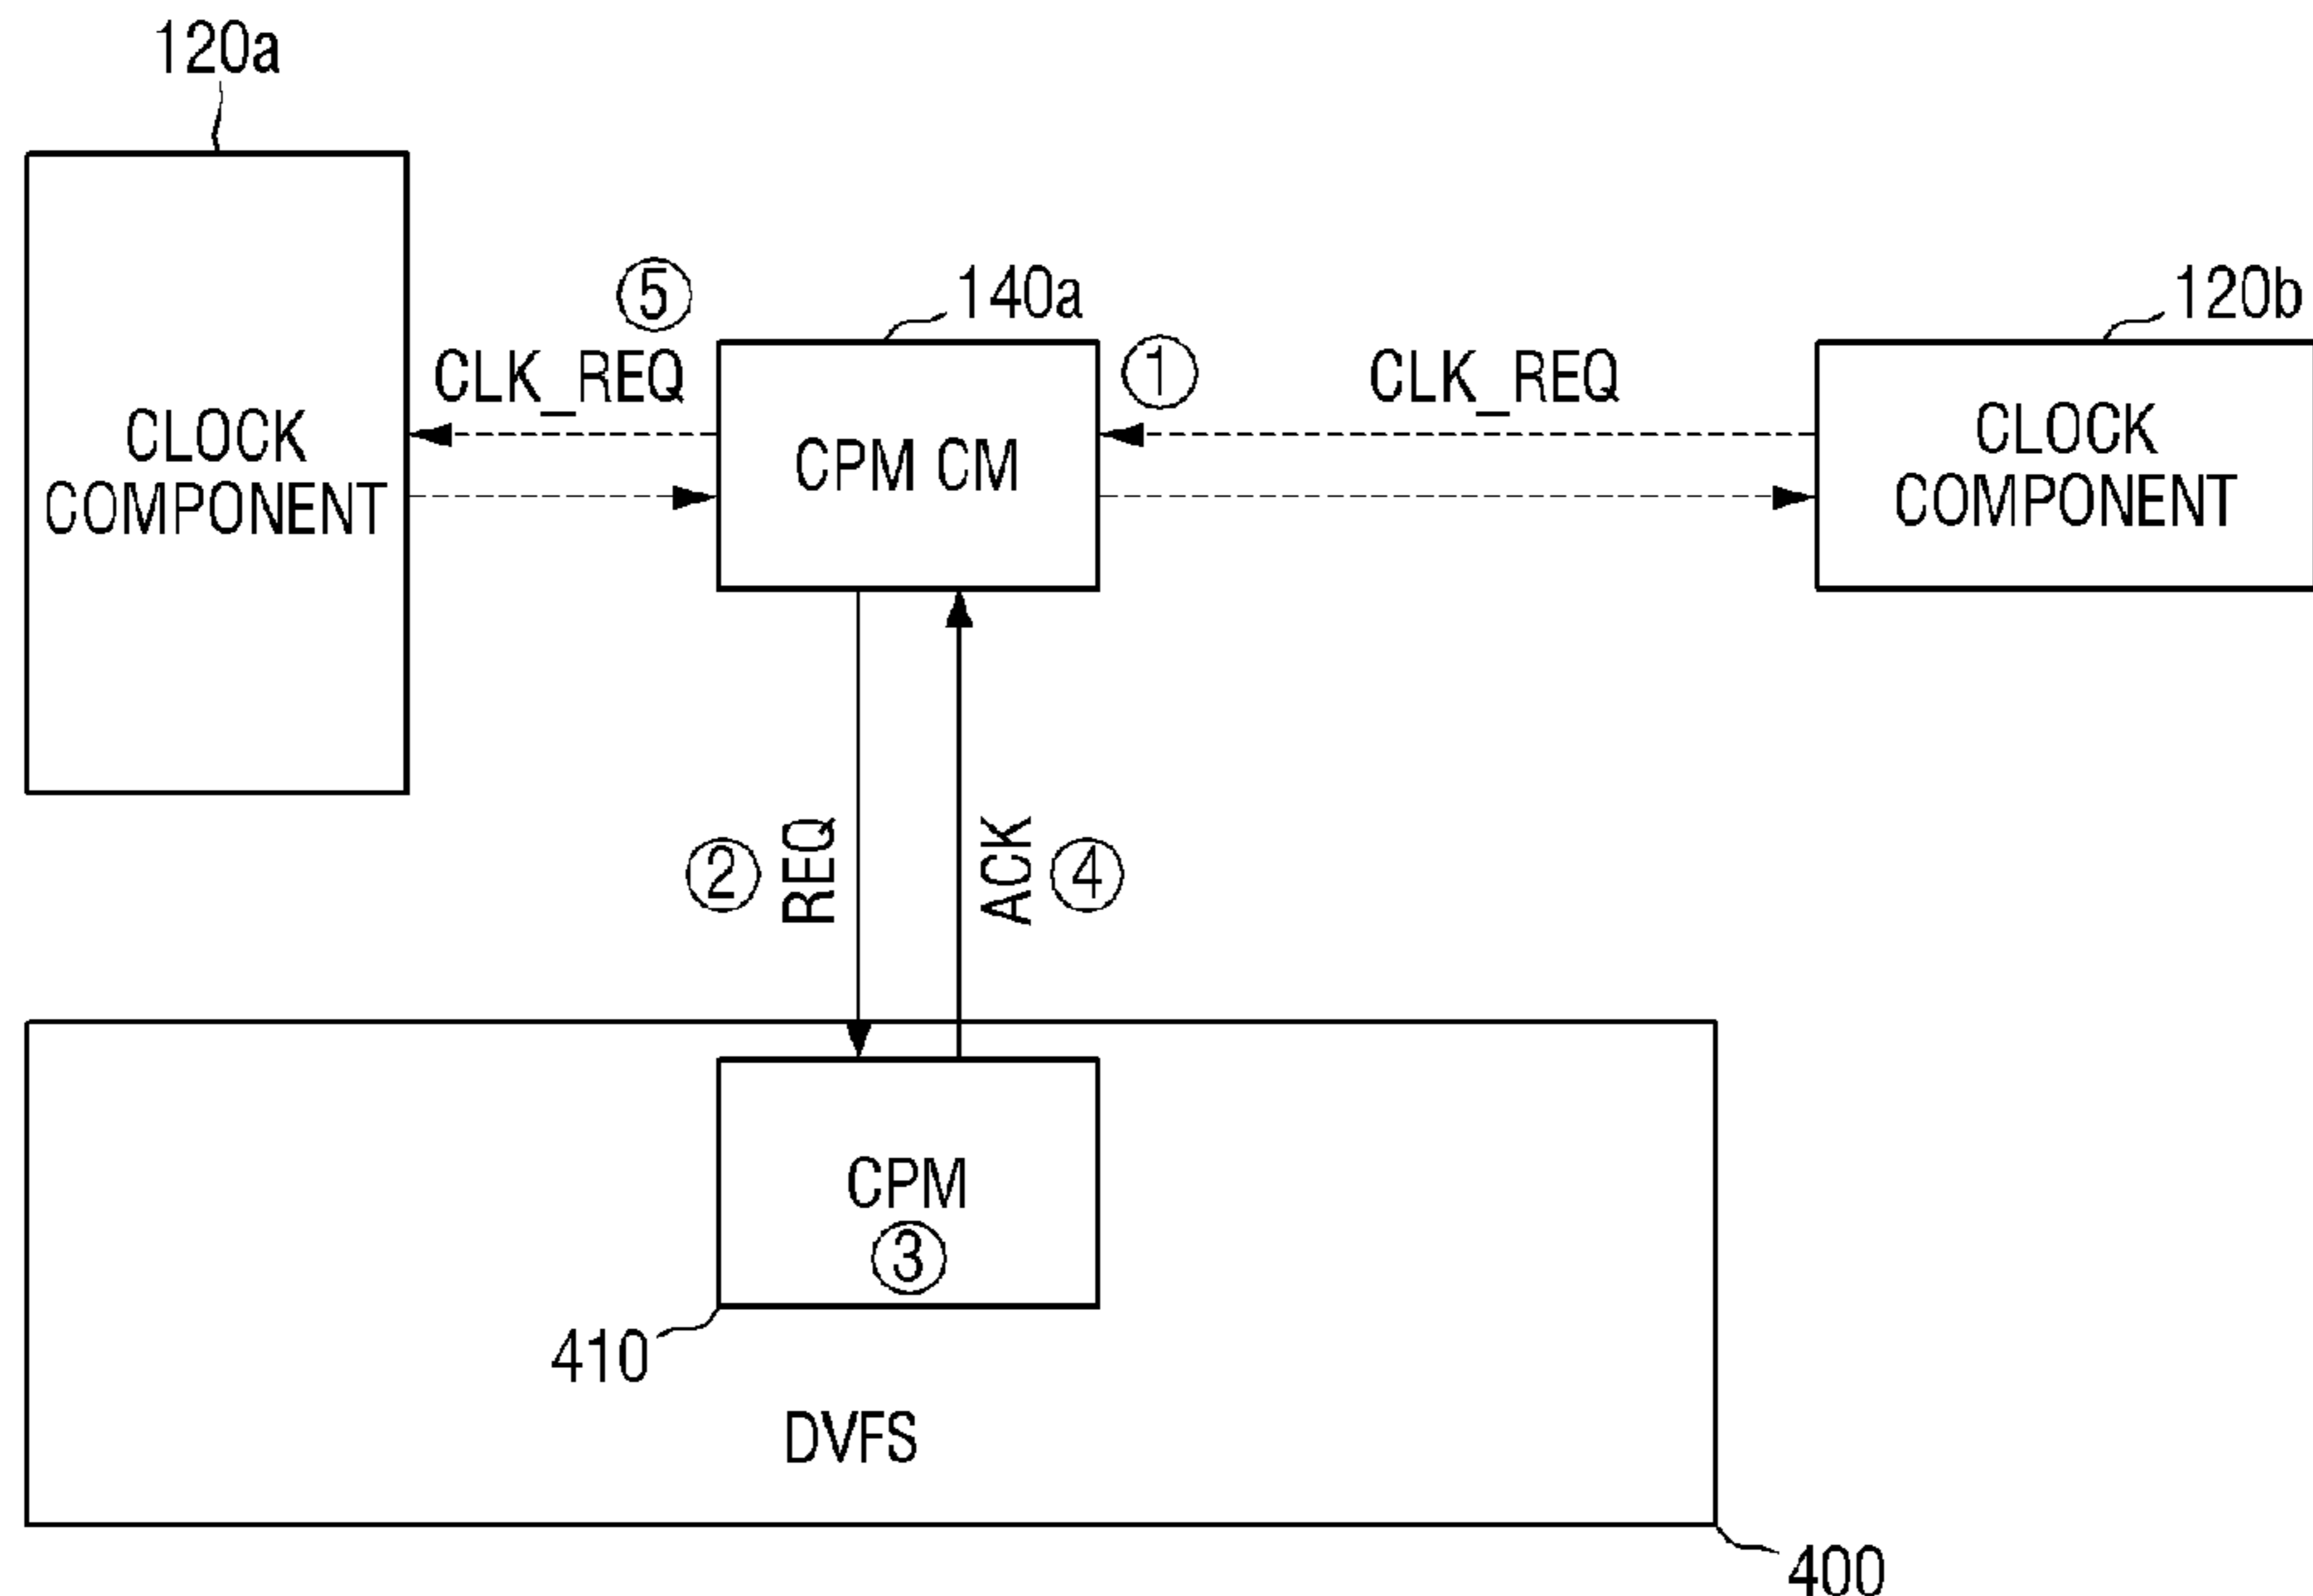 120a
⑤
140a
120b
CLK_REQ
①
CLK_REQ
CLOCK
COMPONENT
CPM CM
CLOCK
COMPONENT
②
REQ
ACK
④
CPM
③
410
DVFS
400